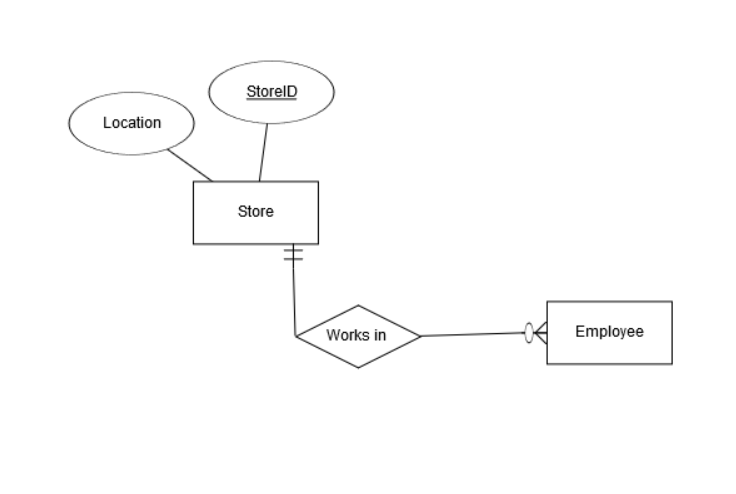 StoreID
Location
Store
Works in
Employee